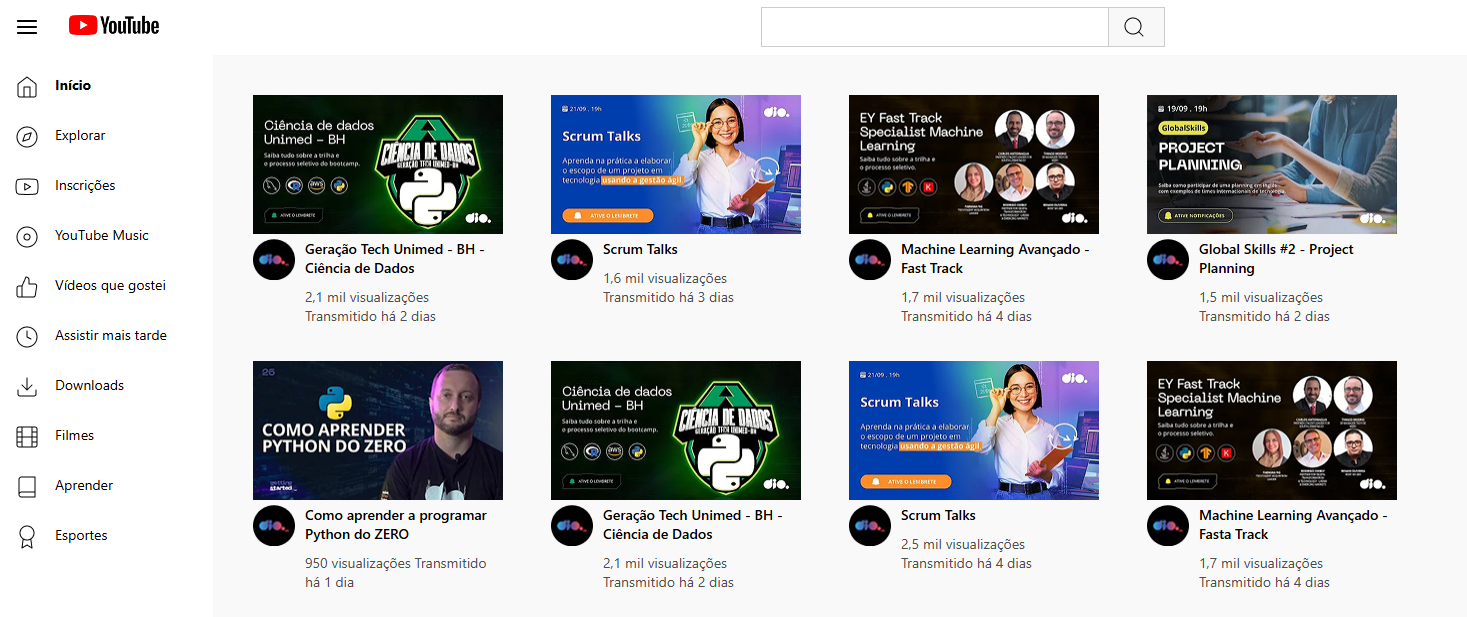 YouTube
Início
Explorar
Inscrições
YouTube Music
Vídeos que gostei
Assistir mais tarde
Downloads
Filmes
Aprender
Esportes
Ciência de dados
Unimed - BH
Saiba tudo sobre a trilha e
o processo seletivo do bootcamp.
aws
ATIVE O LEMBRETE
CIÊNCIA DE DADOS
GERAÇÃO TECH UNIMED-BH
dio.
Geração Tech Unimed - BH -
Ciência de Dados
2,1 mil visualizações
Transmitido há 2 dias
21/09 . 19h
Scrum Talks
Aprenda na prática a elaborar
o escopo de um projeto em
tecnologia usando a gestão ágil
ATIVE O LEMBRETE
dio.
Scrum Talks
1,6 mil visualizações
Transmitido há 3 dias
EY Fast Track
Specialist Machine
Learning
Saiba tudo sobre a trilha e
o processo seletivo.
ATIVE O LEMBRETE
dio.
Machine Learning Avançado -
Fast Track
1,7 mil visualizações
Transmitido há 4 dias
19/09 . 19h
GlobalSkills
PROJECT
PLANNING
Saiba como participar de uma planning em inglês
com exemplos de times internacionais de tecnologia.
ATIVE NOTIFICAÇÕES
dio.
Global Skills #2 - Project
Planning
1,5 mil visualizações
Transmitido há 2 dias
26
COMO APRENDER
PYTHON DO ZERO
getting
started
Como aprender a programar
Python do ZERO
950 visualizações Transmitido
há 1 dia
Ciência de dados
Unimed - BH
Saiba tudo sobre a trilha e
o processo seletivo do bootcamp.
aws
ATIVE O LEMBRETE
CIÊNCIA DE DADOS
GERAÇÃO TECH UNIMED-BH
dio.
Geração Tech Unimed - BH -
Ciência de Dados
2,1 mil visualizações
Transmitido há 2 dias
21/09 . 19h
Scrum Talks
Aprenda na prática a elaborar
o escopo de um projeto em
tecnologia usando a gestão ágil
ATIVE O LEMBRETE
dio.
Scrum Talks
2,5 mil visualizações
Transmitido há 4 dias
EY Fast Track
Specialist Machine
Learning
Saiba tudo sobre a trilha e
o processo seletivo.
ATIVE O LEMBRETE
dio.
Machine Learning Avançado -
Fasta Track
1,7 mil visualizações
Transmitido há 4 dias